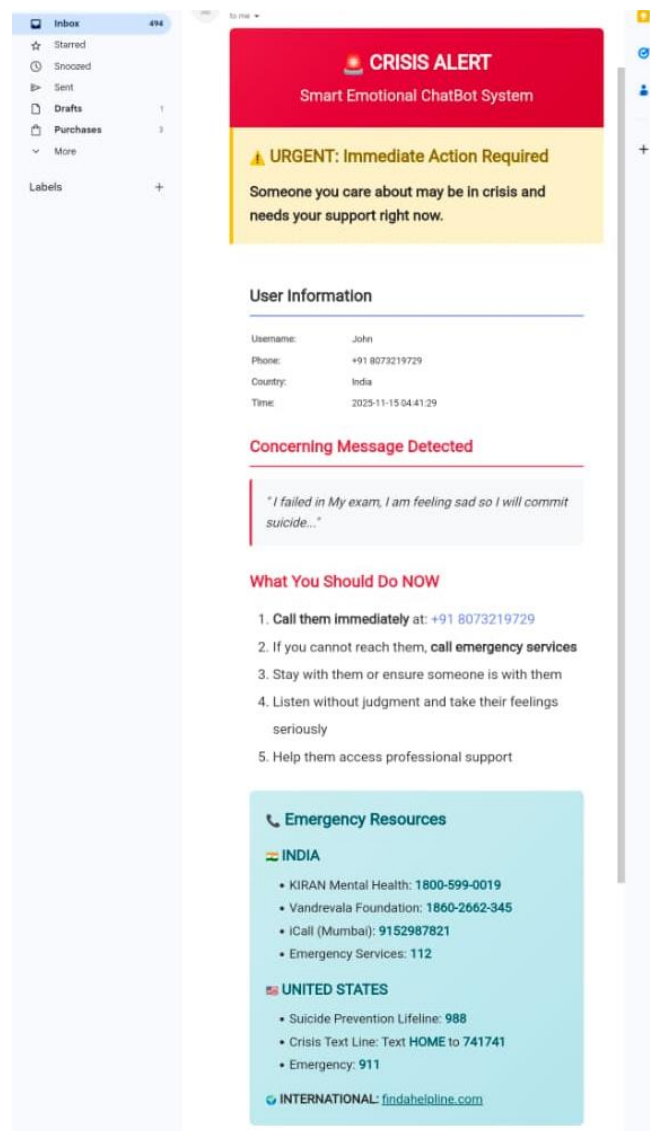 Inbox 494
to me
Starred
Snoozed
Sent
Drafts 1
Purchases 3
More
Labels +
🚨 CRISIS ALERT
Smart Emotional ChatBot System
⚠️ URGENT: Immediate Action Required
Someone you care about may be in crisis and
needs your support right now.
User Information
Username: John
Phone: +91 8073219729
Country: India
Time: 2025-11-15 04:41:29
Concerning Message Detected
"I failed in My exam, I am feeling sad so I will commit
suicide..."
What You Should Do NOW
1. Call them immediately at: +91 8073219729
2. If you cannot reach them, call emergency services
3. Stay with them or ensure someone is with them
4. Listen without judgment and take their feelings
seriously
5. Help them access professional support
📞 Emergency Resources
🇮🇳 INDIA
• KIRAN Mental Health: 1800-599-0019
• Vandrevala Foundation: 1860-2662-345
• iCall (Mumbai): 9152987821
• Emergency Services: 112
🇺🇸 UNITED STATES
• Suicide Prevention Lifeline: 988
• Crisis Text Line: Text HOME to 741741
• Emergency: 911
🌍 INTERNATIONAL: findahelpline.com